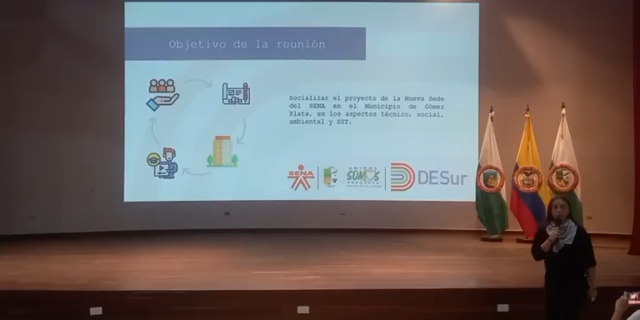 Objetivo de la reunión
Socializar el proyecto de la Nueva Sede
del SENA en el Municipio de Gómez
Plata, en los aspectos técnico, social,
ambiental y SST.
SENA
UNIDOS
SOMOS
DESur